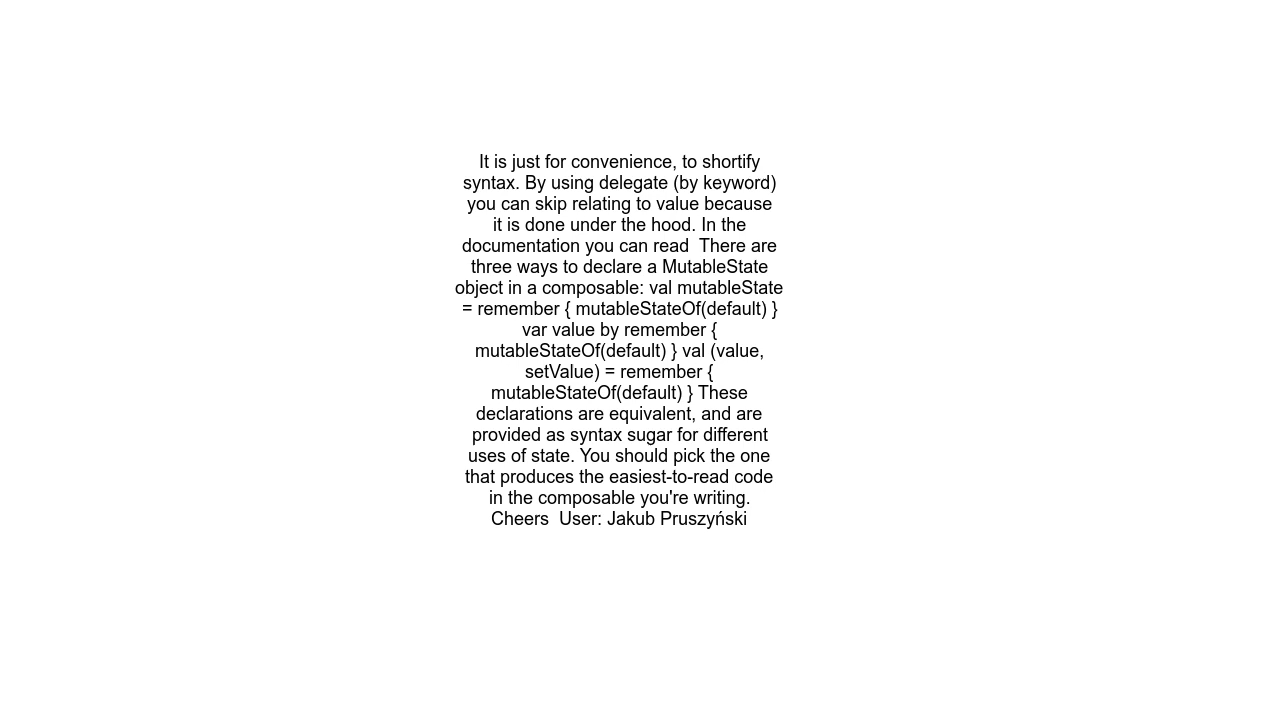 It is just for convenience, to shortify
syntax. By using delegate (by keyword)
you can skip relating to value because
it is done under the hood. In the
documentation you can read  There are
three ways to declare a MutableState
object in a composable: val mutableState
= remember { mutableStateOf(default) }
var value by remember {
mutableStateOf(default) } val (value,
setValue) = remember {
mutableStateOf(default) } These
declarations are equivalent, and are
provided as syntax sugar for different
uses of state. You should pick the one
that produces the easiest-to-read code
in the composable you're writing.
Cheers  User: Jakub Pruszyński